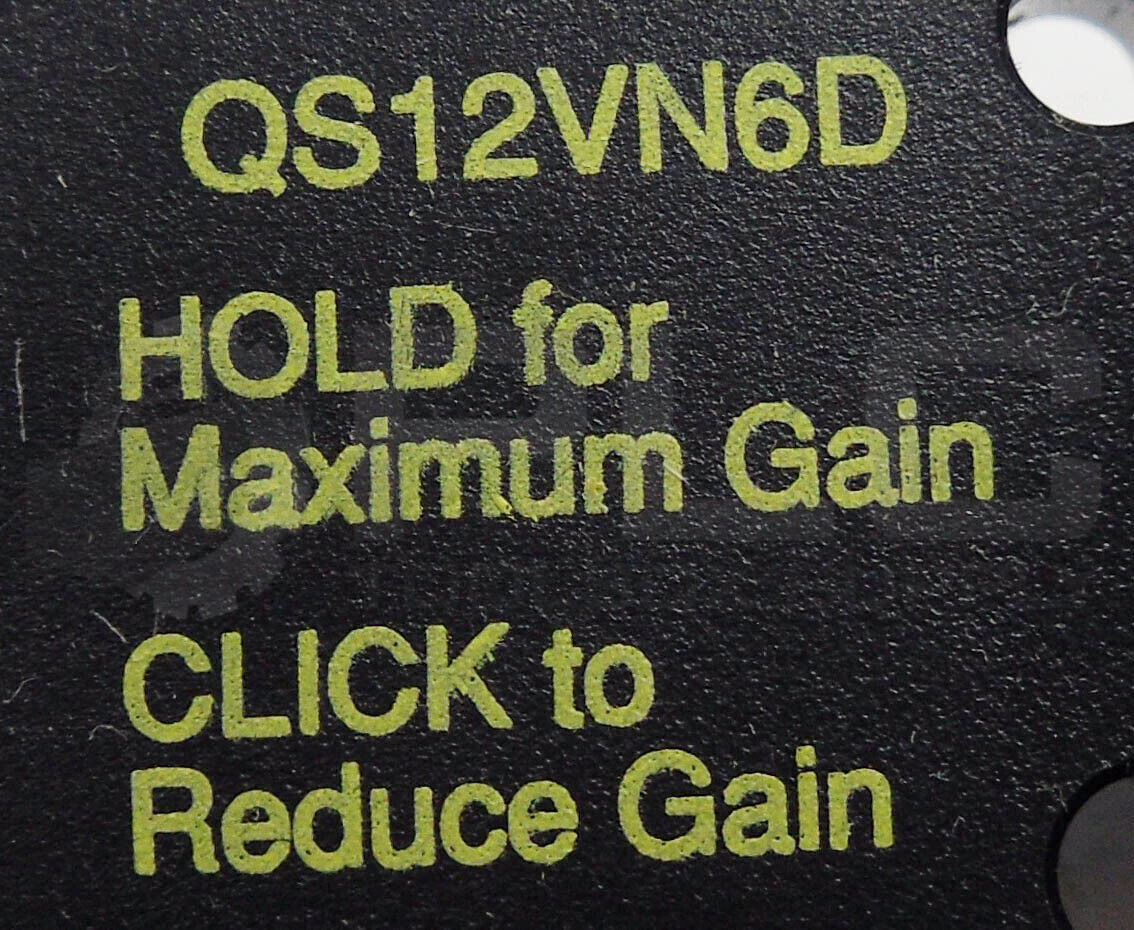 QS12VN6D
HOLD for
Maximum Gain
CLICK to
Reduce Gain